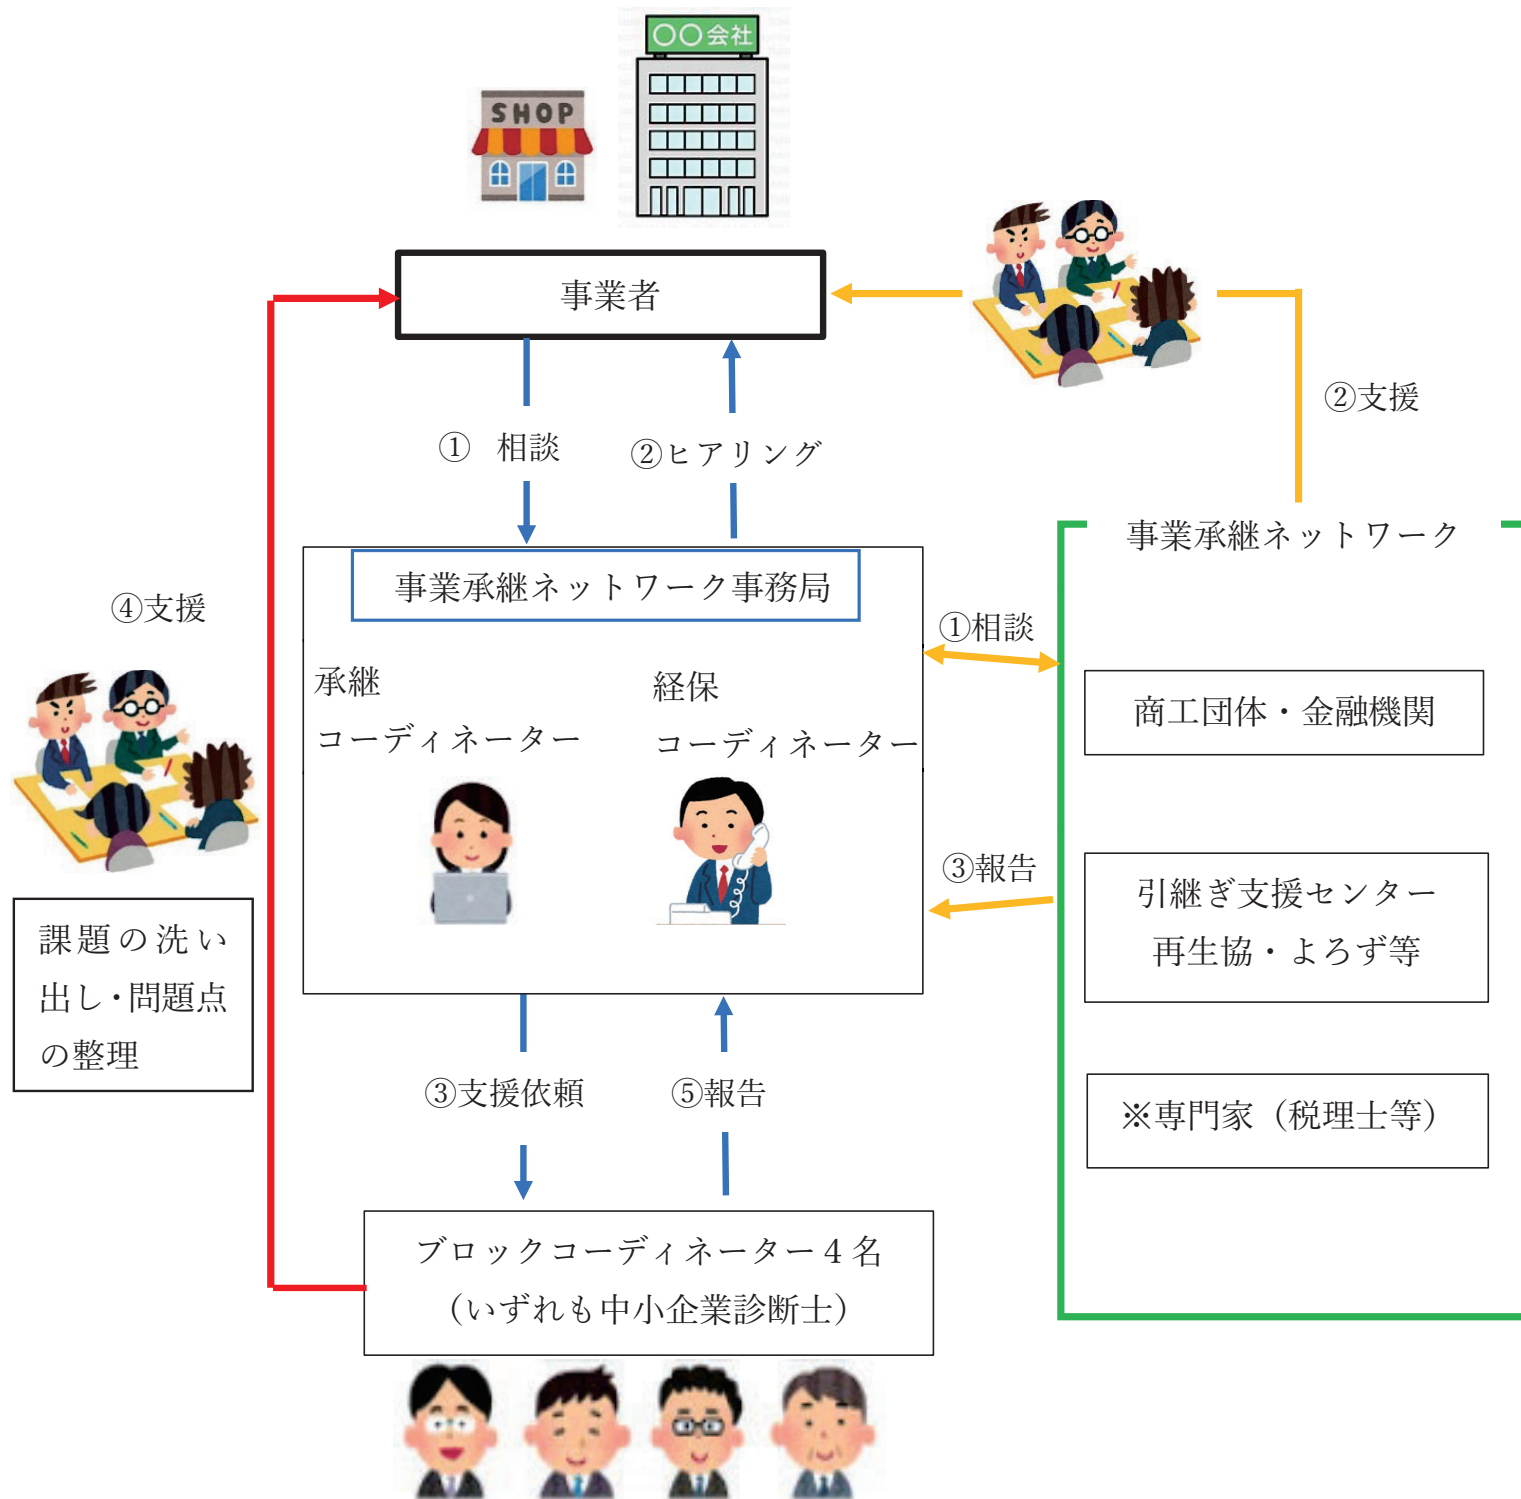 〇〇会社
SHOP
事業者
②支援
① 相談
②ヒアリング
事業承継ネットワーク
事業承継ネットワーク事務局
④支援
①相談
承継
コーディネーター
経保
コーディネーター
商工団体・金融機関
③報告
引継ぎ支援センター
再生協・よろず等
課題の洗い
出し・問題点
の整理
③支援依頼
⑤報告
※専門家（税理士等）
ブロックコーディネーター４名
（いずれも中小企業診断士）